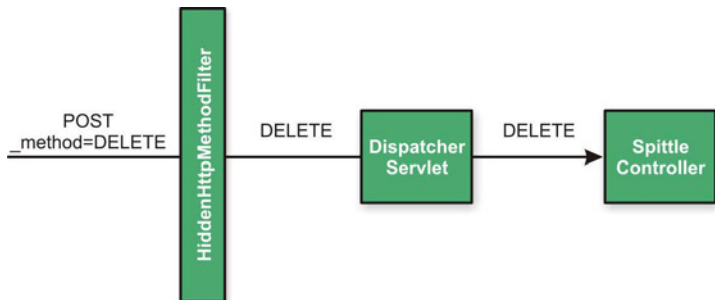 POST
_method=DELETE
HiddenHttpMethodFilter
DELETE
Dispatcher
Servlet
DELETE
Spittle
Controller